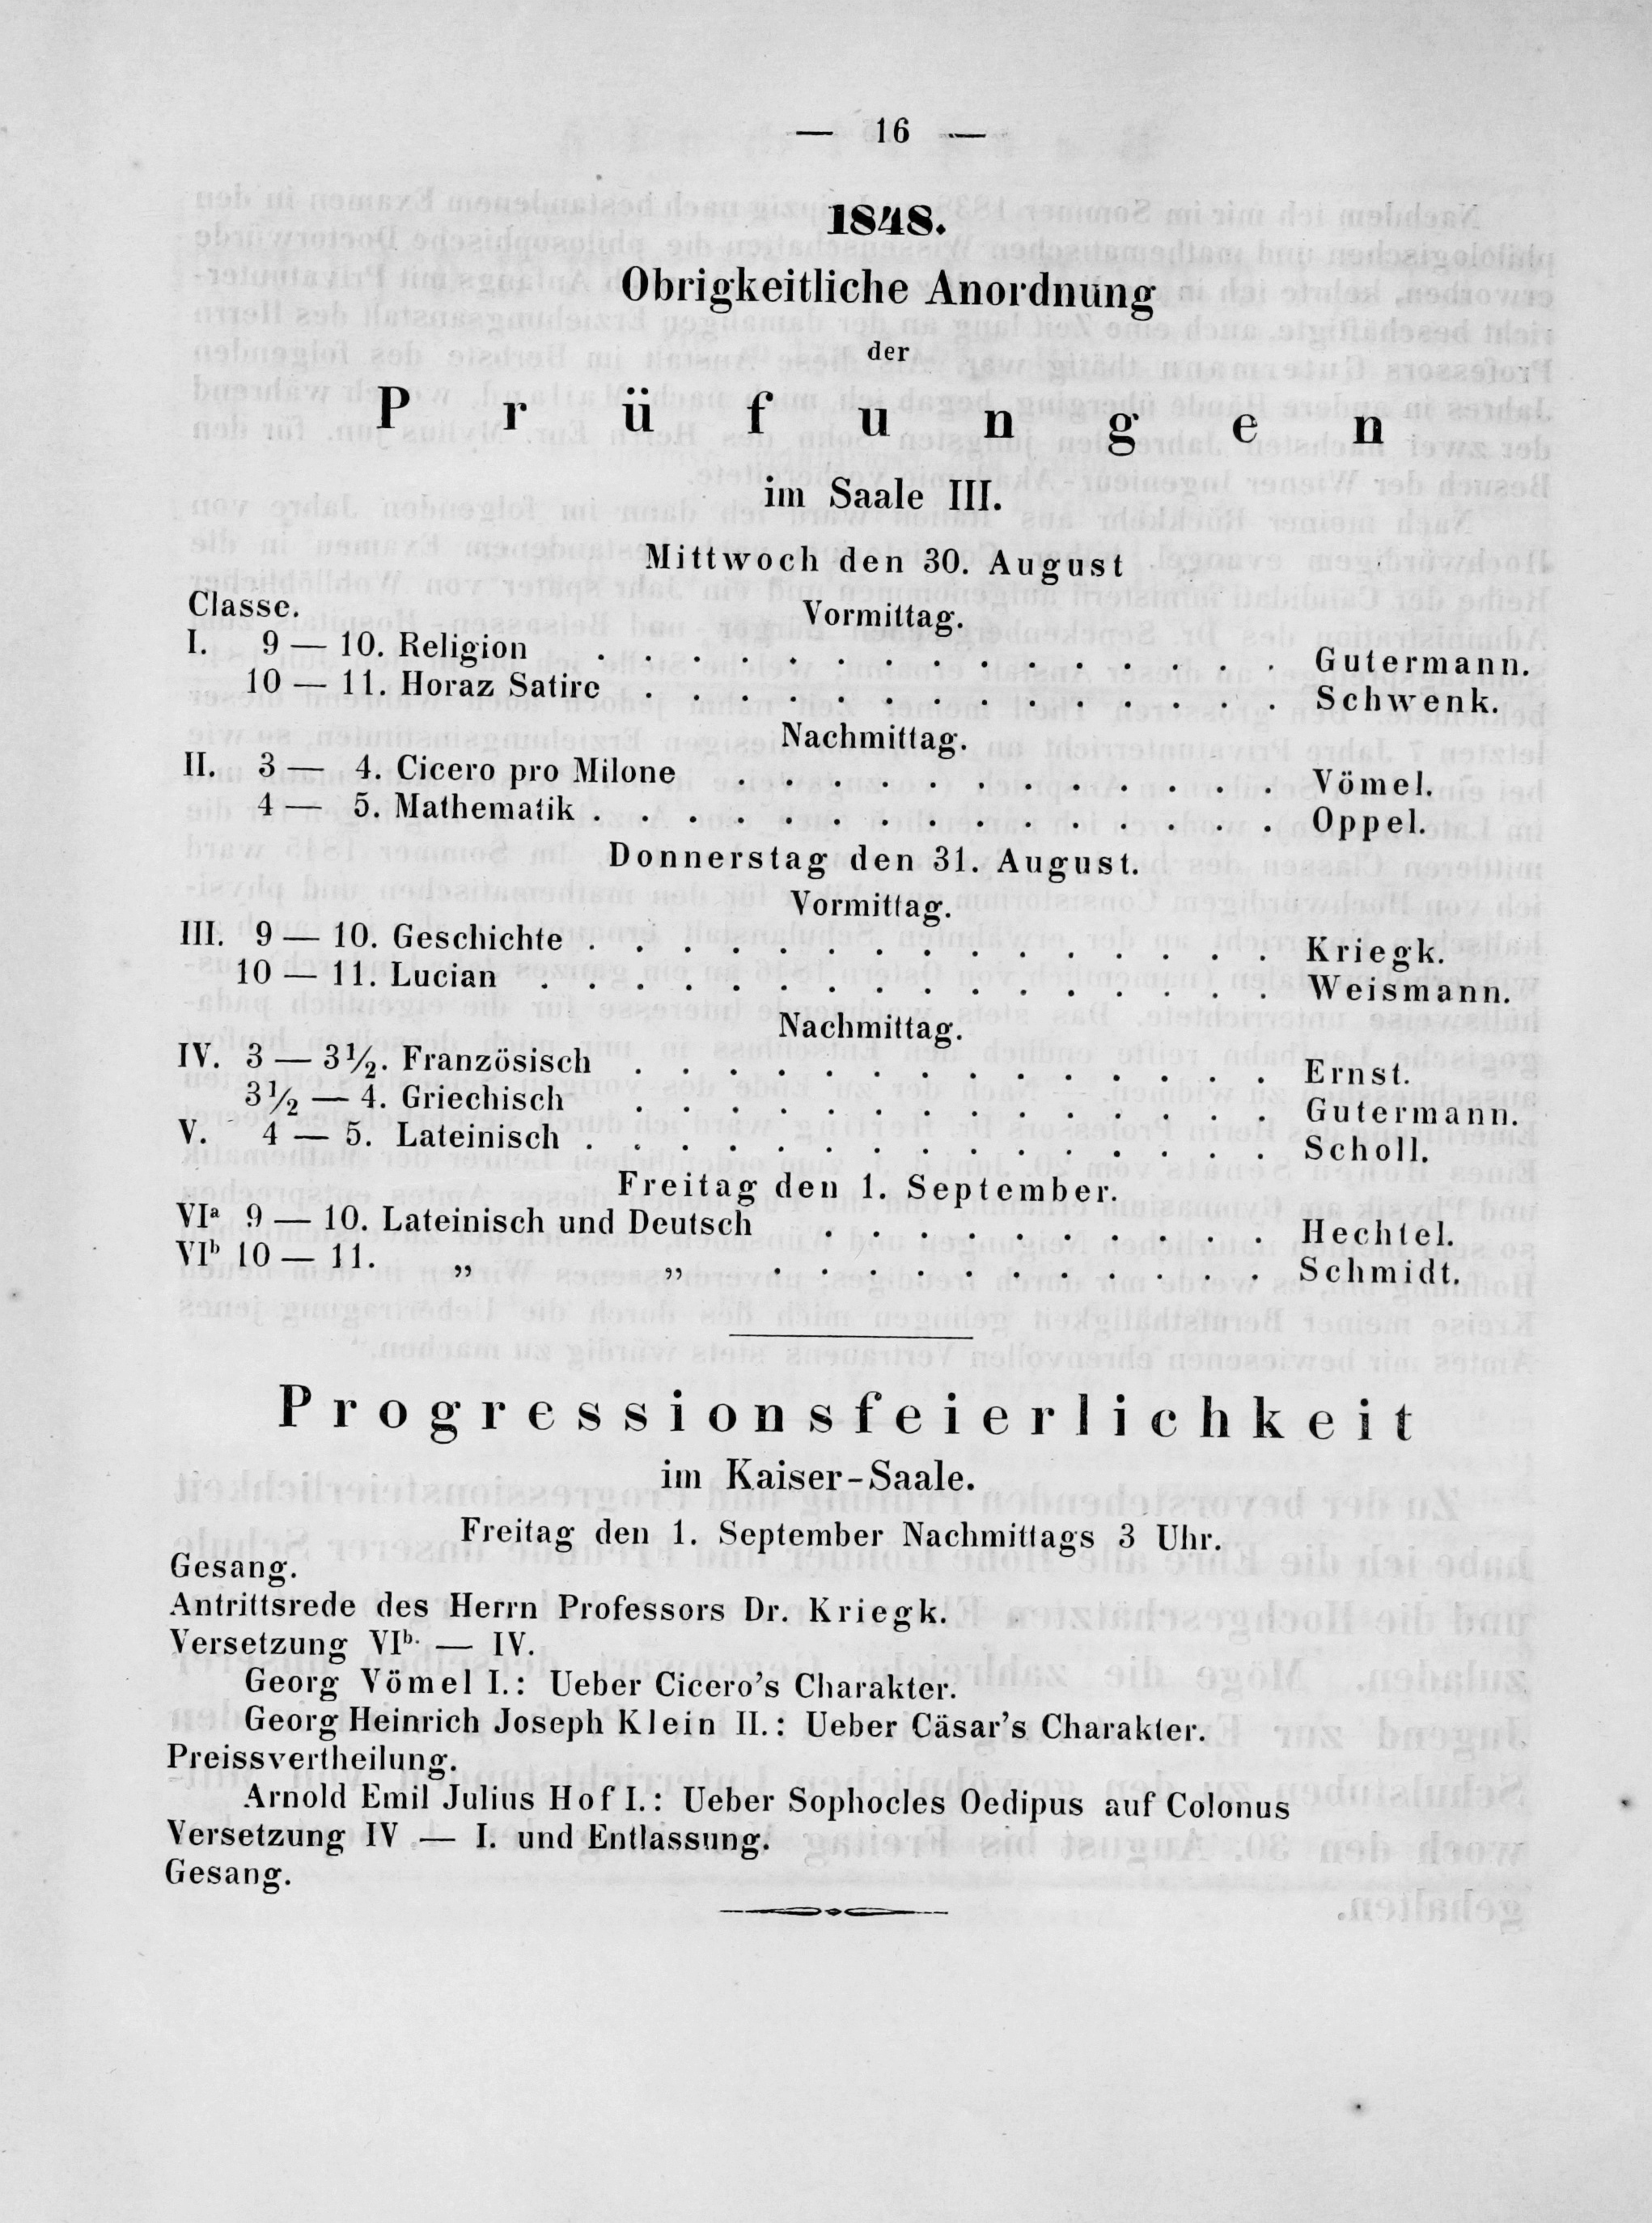 — 16 —
1848.
Obrigkeitliche Anordnung
der
Prüfungen
im Saale III.
Mittwoch den 30. August
Classe. Vormittag.
I. 9 — 10. Religion . . . . . . . . . . . . . . . Gutermann.
10 — 11. Horaz Satire . . . . . . . . . . . . . . Schwenk.
Nachmittag.
II. 3 — 4. Cicero pro Milone . . . . . . . . . . . . Vömel.
4 — 5. Mathematik . . . . . . . . . . . . . . . Oppel.
Donnerstag den 31. August.
Vormittag.
III. 9 — 10. Geschichte . . . . . . . . . . . . . . . Kriegk.
10 — 11. Lucian . . . . . . . . . . . . . . . . Weismann.
Nachmittag.
IV. 3 — 3½. Französisch . . . . . . . . . . . . . . Ernst.
3½ — 4. Griechisch . . . . . . . . . . . . . . Gutermann.
V. 4 — 5. Lateinisch . . . . . . . . . . . . . . . Scholl.
Freitag den 1. September.
VIᵃ 9 — 10. Lateinisch und Deutsch . . . . . . . . . . Hechtel.
VIᵇ 10 — 11. „ „ . . . . . . . . . . . Schmidt.
Progressionsfeierlichkeit
im Kaiser-Saale.
Freitag den 1. September Nachmittags 3 Uhr.
Gesang.
Antrittsrede des Herrn Professors Dr. Kriegk.
Versetzung VIᵇ· — IV.
Georg Vömel I.: Ueber Cicero's Charakter.
Georg Heinrich Joseph Klein II.: Ueber Cäsar's Charakter.
Preissvertheilung.
Arnold Emil Julius Hof I.: Ueber Sophocles Oedipus auf Colonus
Versetzung IV — I. und Entlassung.
Gesang.